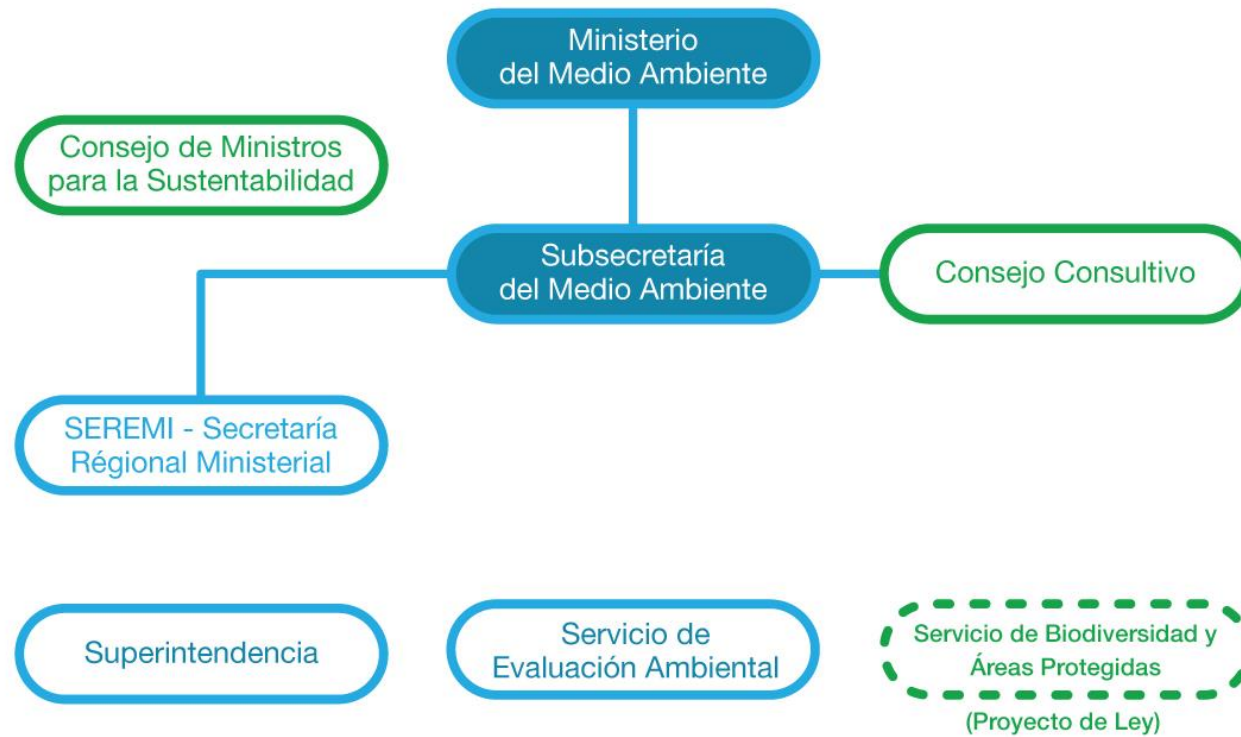 Ministerio
del Medio Ambiente
Consejo de Ministros
para la Sustentabilidad
Subsecretaría
del Medio Ambiente
Consejo Consultivo
SEREMI - Secretaría
Régional Ministerial
Superintendencia
Servicio de
Evaluación Ambiental
Servicio de Biodiversidad y
Áreas Protegidas
(Proyecto de Ley)